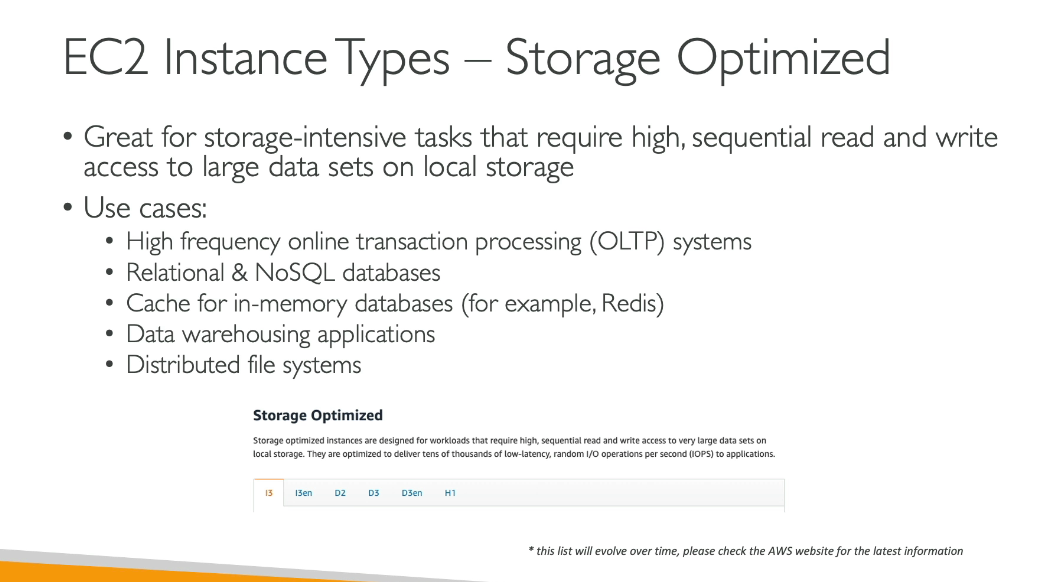 EC2 Instance Types – Storage Optimized
• Great for storage-intensive tasks that require high, sequential read and write
access to large data sets on local storage
• Use cases:
• High frequency online transaction processing (OLTP) systems
• Relational & NoSQL databases
• Cache for in-memory databases (for example, Redis)
• Data warehousing applications
• Distributed file systems
Storage Optimized
Storage optimized instances are designed for workloads that require high, sequential read and write access to very large data sets on
local storage. They are optimized to deliver tens of thousands of low-latency, random I/O operations per second (IOPS) to applications.
I3 I3en D2 D3 D3en H1
* this list will evolve over time, please check the AWS website for the latest information